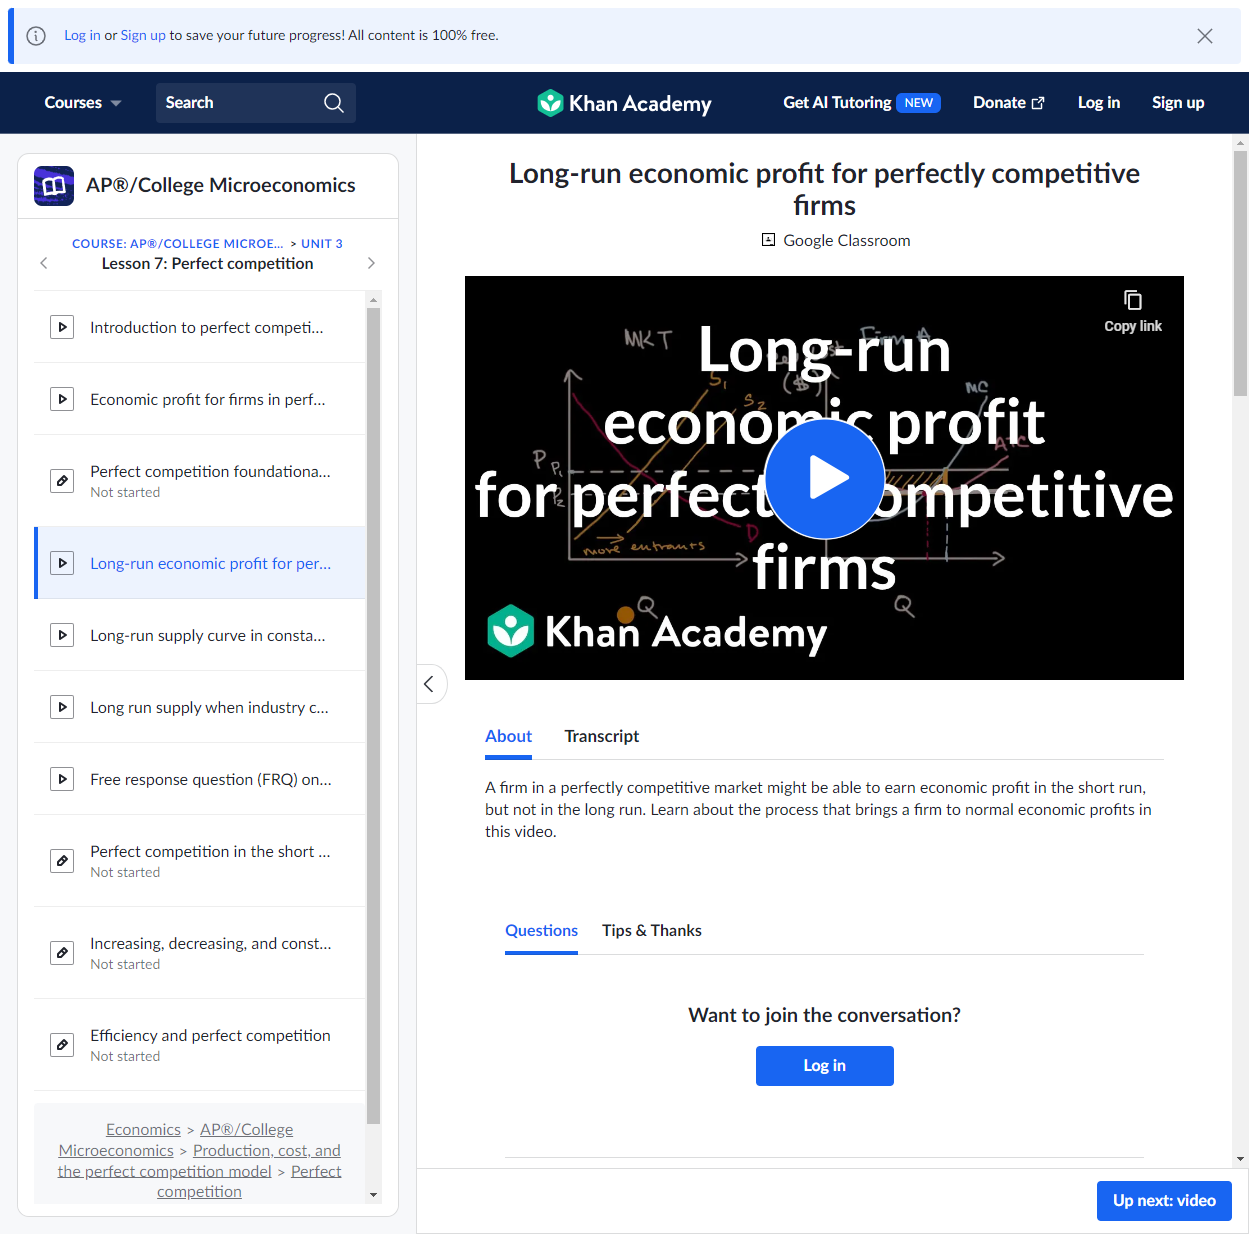 Log in or Sign up to save your future progress! All content is 100% free.
Courses
Search
Khan Academy
Get AI Tutoring NEW
Donate
Log in
Sign up
AP®/College Microeconomics
COURSE: AP®/COLLEGE MICROE... > UNIT 3
Lesson 7: Perfect competition
Introduction to perfect competi...
Economic profit for firms in perf...
Perfect competition foundationa...
Not started
Long-run economic profit for per...
Long-run supply curve in consta...
Long run supply when industry c...
Free response question (FRQ) on...
Perfect competition in the short ...
Not started
Increasing, decreasing, and const...
Not started
Efficiency and perfect competition
Not started
Economics > AP®/College
Microeconomics > Production, cost, and
the perfect competition model > Perfect
competition
Long-run economic profit for perfectly competitive
firms
Google Classroom
Copy link
MKT
Firm A
Long-run
($)
S1
S2
MC
economic profit
ATC
P
P1
for perfect ompetitive
P2
D
more entrants
firms
Q
Q
Khan Academy
About
Transcript
A firm in a perfectly competitive market might be able to earn economic profit in the short run,
but not in the long run. Learn about the process that brings a firm to normal economic profits in
this video.
Questions
Tips & Thanks
Want to join the conversation?
Log in
Up next: video